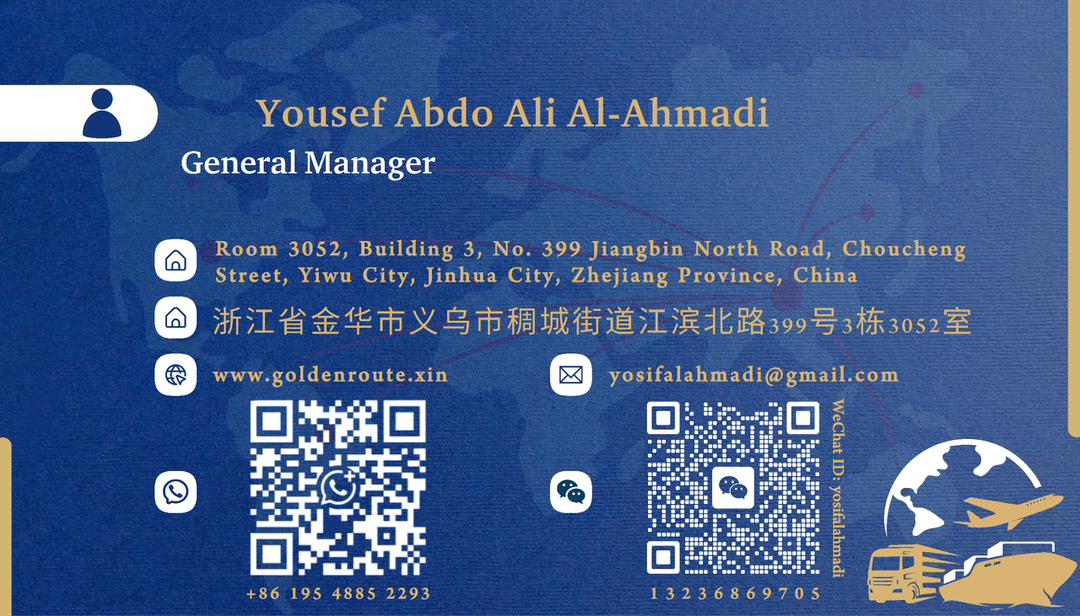 Yousef Abdo Ali Al-Ahmadi
General Manager
Room 3052, Building 3, No. 399 Jiangbin North Road, Choucheng
Street, Yiwu City, Jinhua City, Zhejiang Province, China
浙江省金华市义乌市稠城街道江滨北路399号3栋3052室
www.goldenroute.xin
yosifalahmadi@gmail.com
WeChat ID: yosifalahmadi
+86 195 4885 2293
13236869705